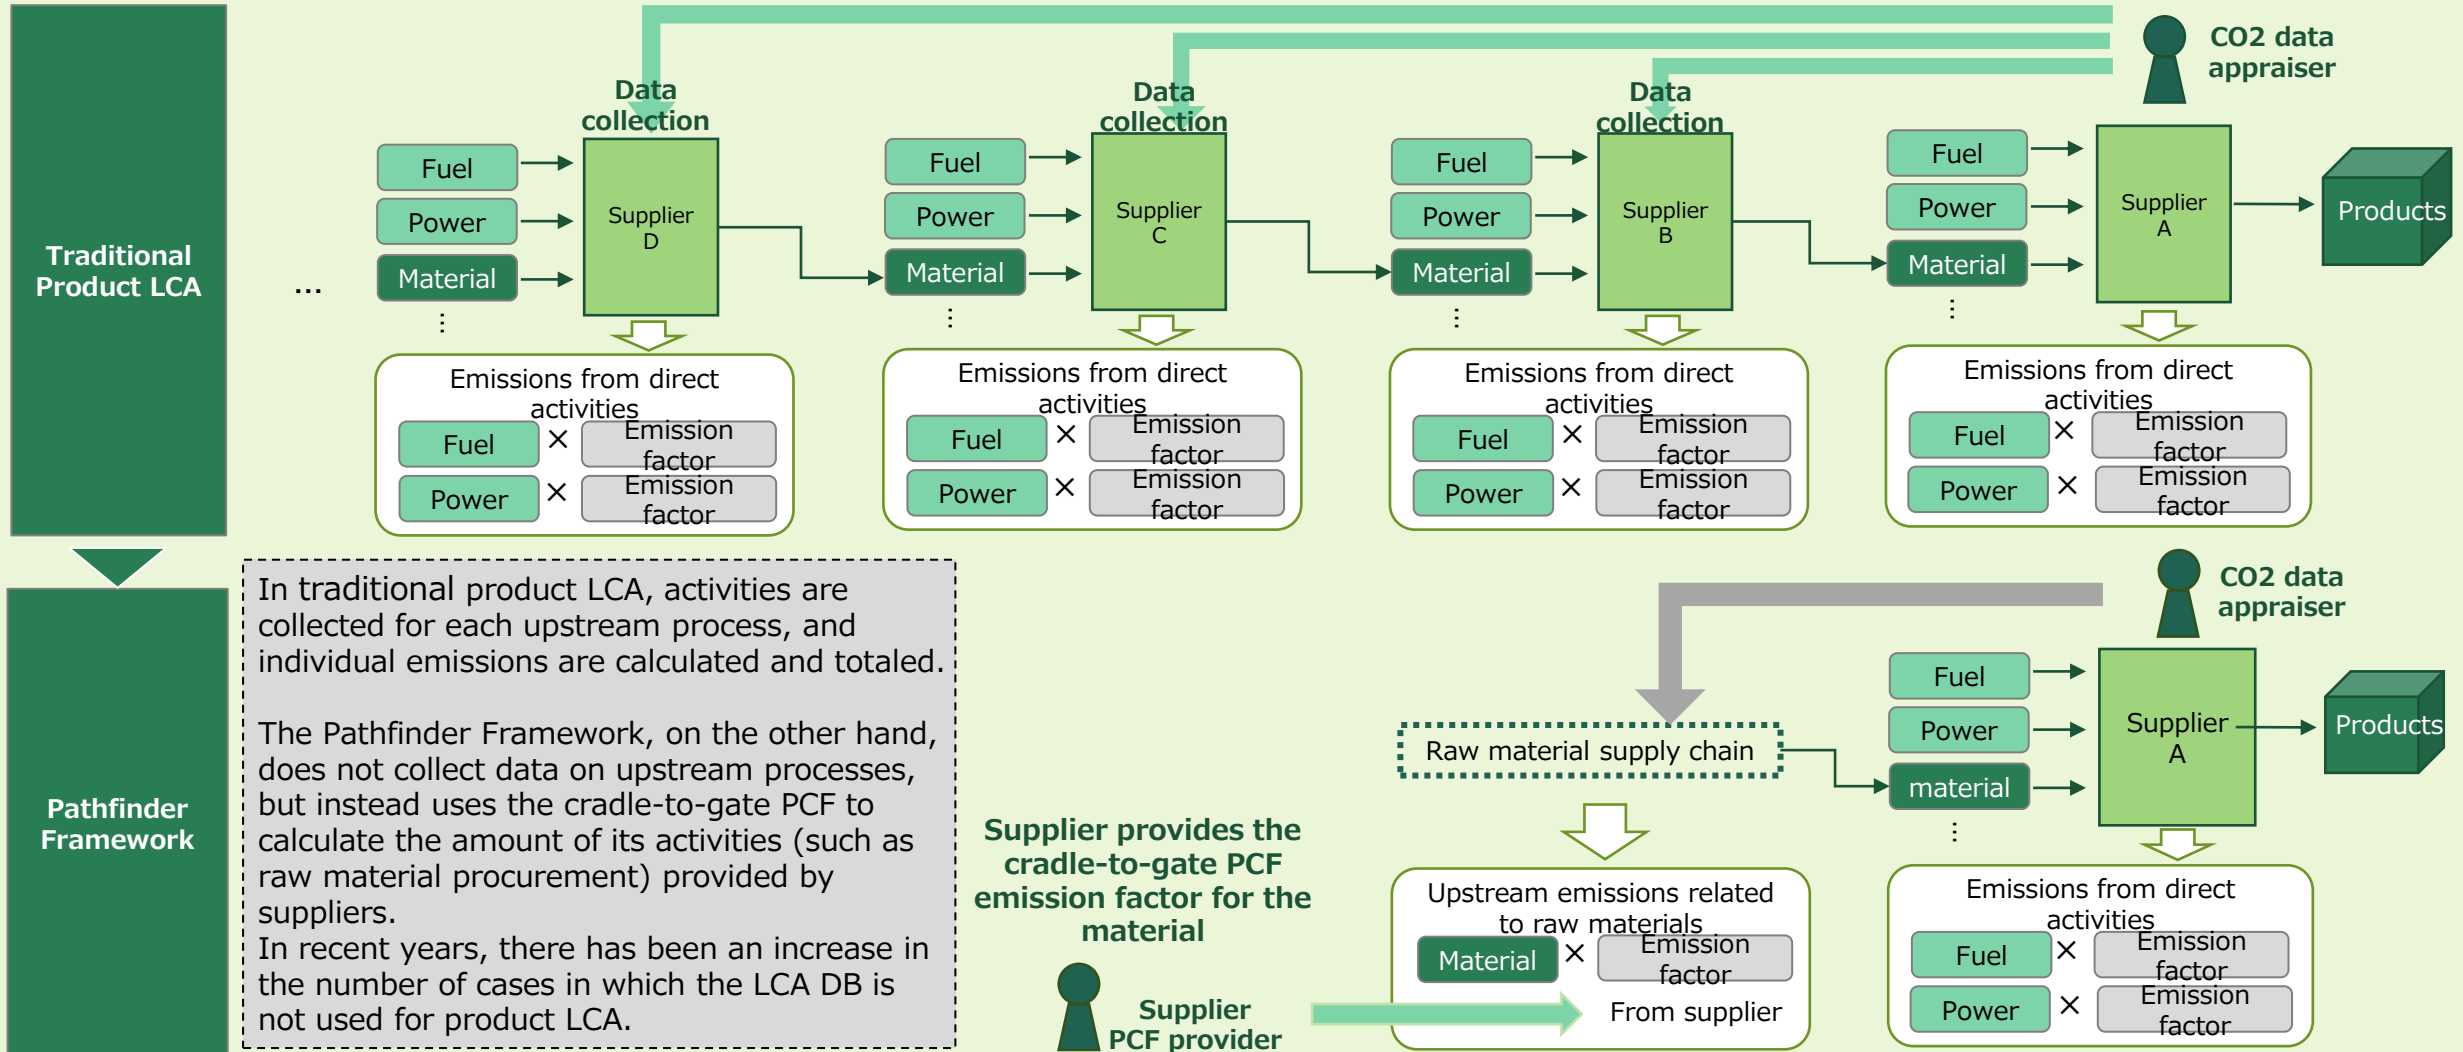 Traditional
Product LCA
CO2 data
appraiser
Data
collection
Data
collection
Data
collection
...
Fuel
Power
Material
...
Supplier
D
Fuel
Power
Material
...
Supplier
C
Fuel
Power
Material
...
Supplier
B
Fuel
Power
Material
...
Supplier
A
Products
Emissions from direct
activities
Fuel × Emission
factor
Power × Emission
factor
Emissions from direct
activities
Fuel × Emission
factor
Power × Emission
factor
Emissions from direct
activities
Fuel × Emission
factor
Power × Emission
factor
Emissions from direct
activities
Fuel × Emission
factor
Power × Emission
factor
Pathfinder
Framework
In traditional product LCA, activities are
collected for each upstream process, and
individual emissions are calculated and totaled.
The Pathfinder Framework, on the other hand,
does not collect data on upstream processes,
but instead uses the cradle-to-gate PCF to
calculate the amount of its activities (such as
raw material procurement) provided by
suppliers.
In recent years, there has been an increase in
the number of cases in which the LCA DB is
not used for product LCA.
Supplier provides the
cradle-to-gate PCF
emission factor for the
material
Supplier
PCF provider
CO2 data
appraiser
Raw material supply chain
Fuel
Power
material
...
Supplier
A
Products
Upstream emissions related
to raw materials
Material × Emission
factor
From supplier
Emissions from direct
activities
Fuel × Emission
factor
Power × Emission
factor